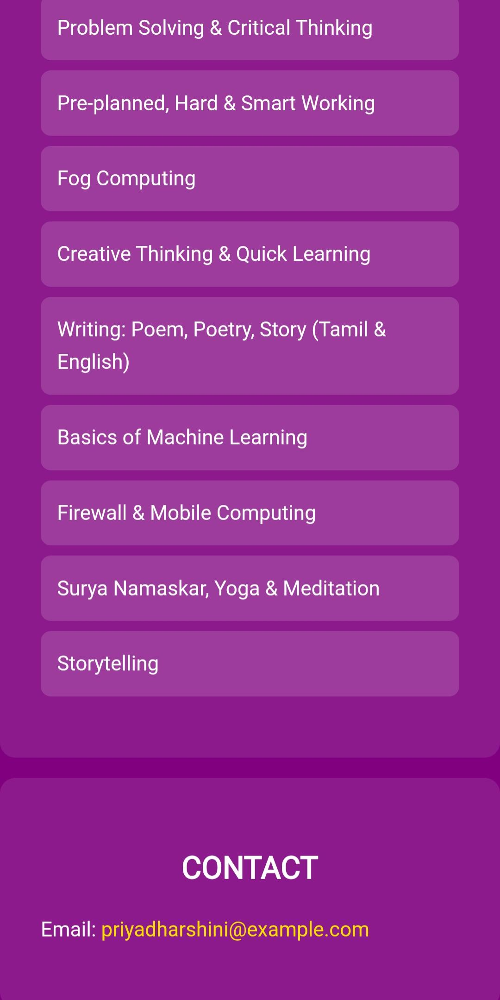 Problem Solving & Critical Thinking
Pre-planned, Hard & Smart Working
Fog Computing
Creative Thinking & Quick Learning
Writing: Poem, Poetry, Story (Tamil &
English)
Basics of Machine Learning
Firewall & Mobile Computing
Surya Namaskar, Yoga & Meditation
Storytelling
CONTACT
Email: priyadharshini@example.com